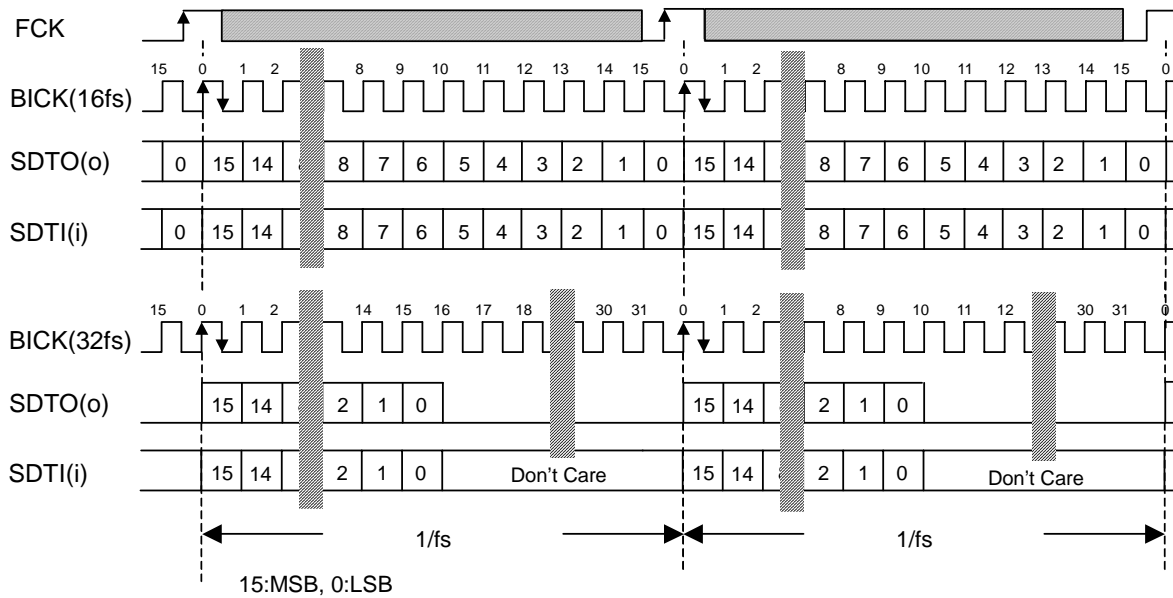 FCK
15 0 1 2 8 9 10 11 12 13 14 15 0 1 2 8 9 10 11 12 13 14 15 0
BICK(16fs)
SDTO(o) 0 15 14 8 7 6 5 4 3 2 1 0 15 14 8 7 6 5 4 3 2 1 0
SDTI(i) 0 15 14 8 7 6 5 4 3 2 1 0 15 14 8 7 6 5 4 3 2 1 0
15 0 1 2 14 15 16 17 18 30 31 0 1 2 8 9 10 11 12 30 31 0
BICK(32fs)
SDTO(o) 15 14 2 1 0 15 14 2 1 0
SDTI(i) 15 14 2 1 0 Don't Care 15 14 2 1 0 Don't Care
1/fs 1/fs
15:MSB, 0:LSB